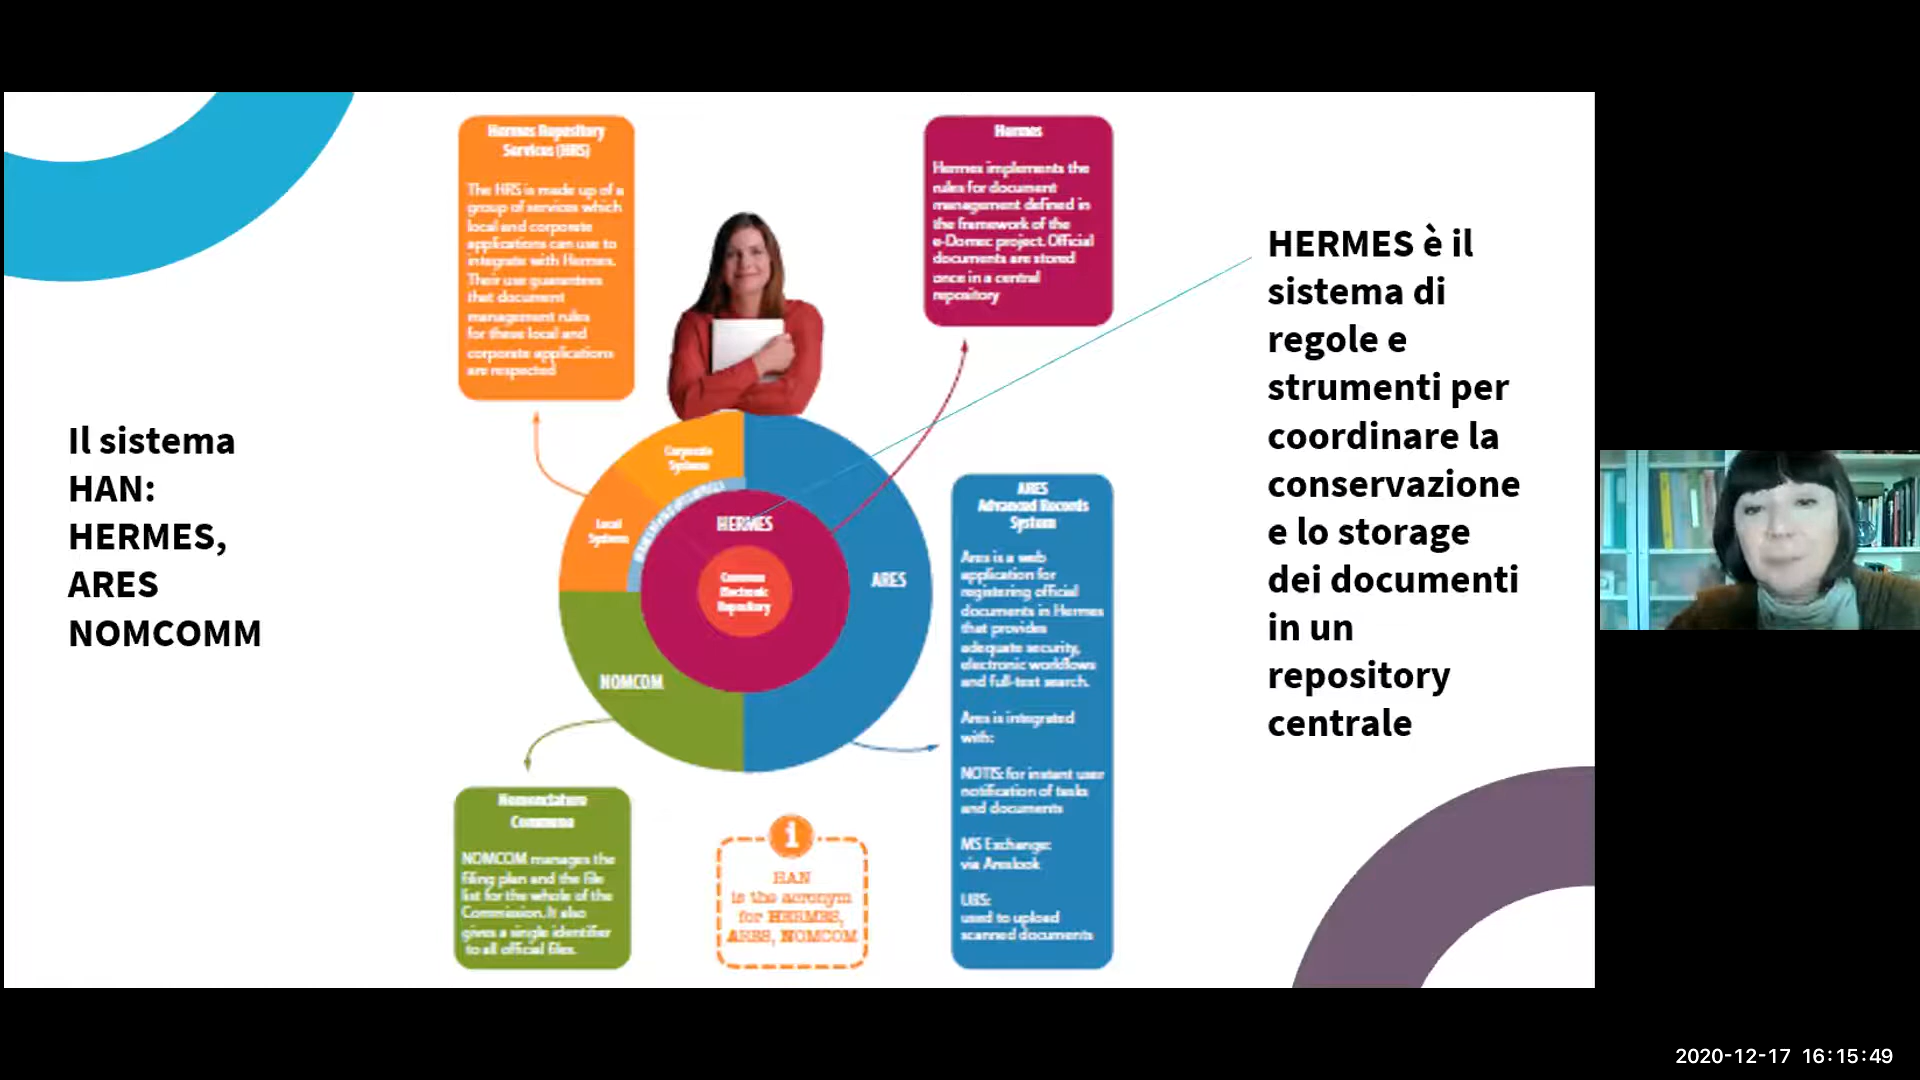 Il sistema
HAN:
HERMES,
ARES
NOMCOMM
Hermes Repository
Services (HRS)
The HRS is made up of a
group of services which
local and corporate
applications can use to
integrate with Hermes.
Their use guarantees
that document
management rules
for these local and
corporate applications
are respected
Hermes
Hermes implements the
rules for document
management defined in
the framework of the
e-Domec project. Official
documents are stored
once in a central
repository
Corporate
Systems
Local
Systems
HERMES
Common
Electronic
Repository
ARES
NOMCOM
ARES
Advanced Records
System
Ares is a web
application for
registering official
documents in Hermes
that provides
adequate security,
electronic workflows
and full-text search.
Ares is integrated
with:
NOTIS: for instant user
notification of tasks
and documents
MS Exchange:
via Areslook
URS:
used to upload
scanned documents
Nomenclature
Commune
NOMCOM manages the
filing plan and the file
list for the whole of the
Commission. It also
gives a single identifier
to all official files.
i
HAN
is the acronym
for HERMES,
ARES, NOMCOM
HERMES è il
sistema di
regole e
strumenti per
coordinare la
conservazione
e lo storage
dei documenti
in un
repository
centrale
2020-12-17 16:15:49